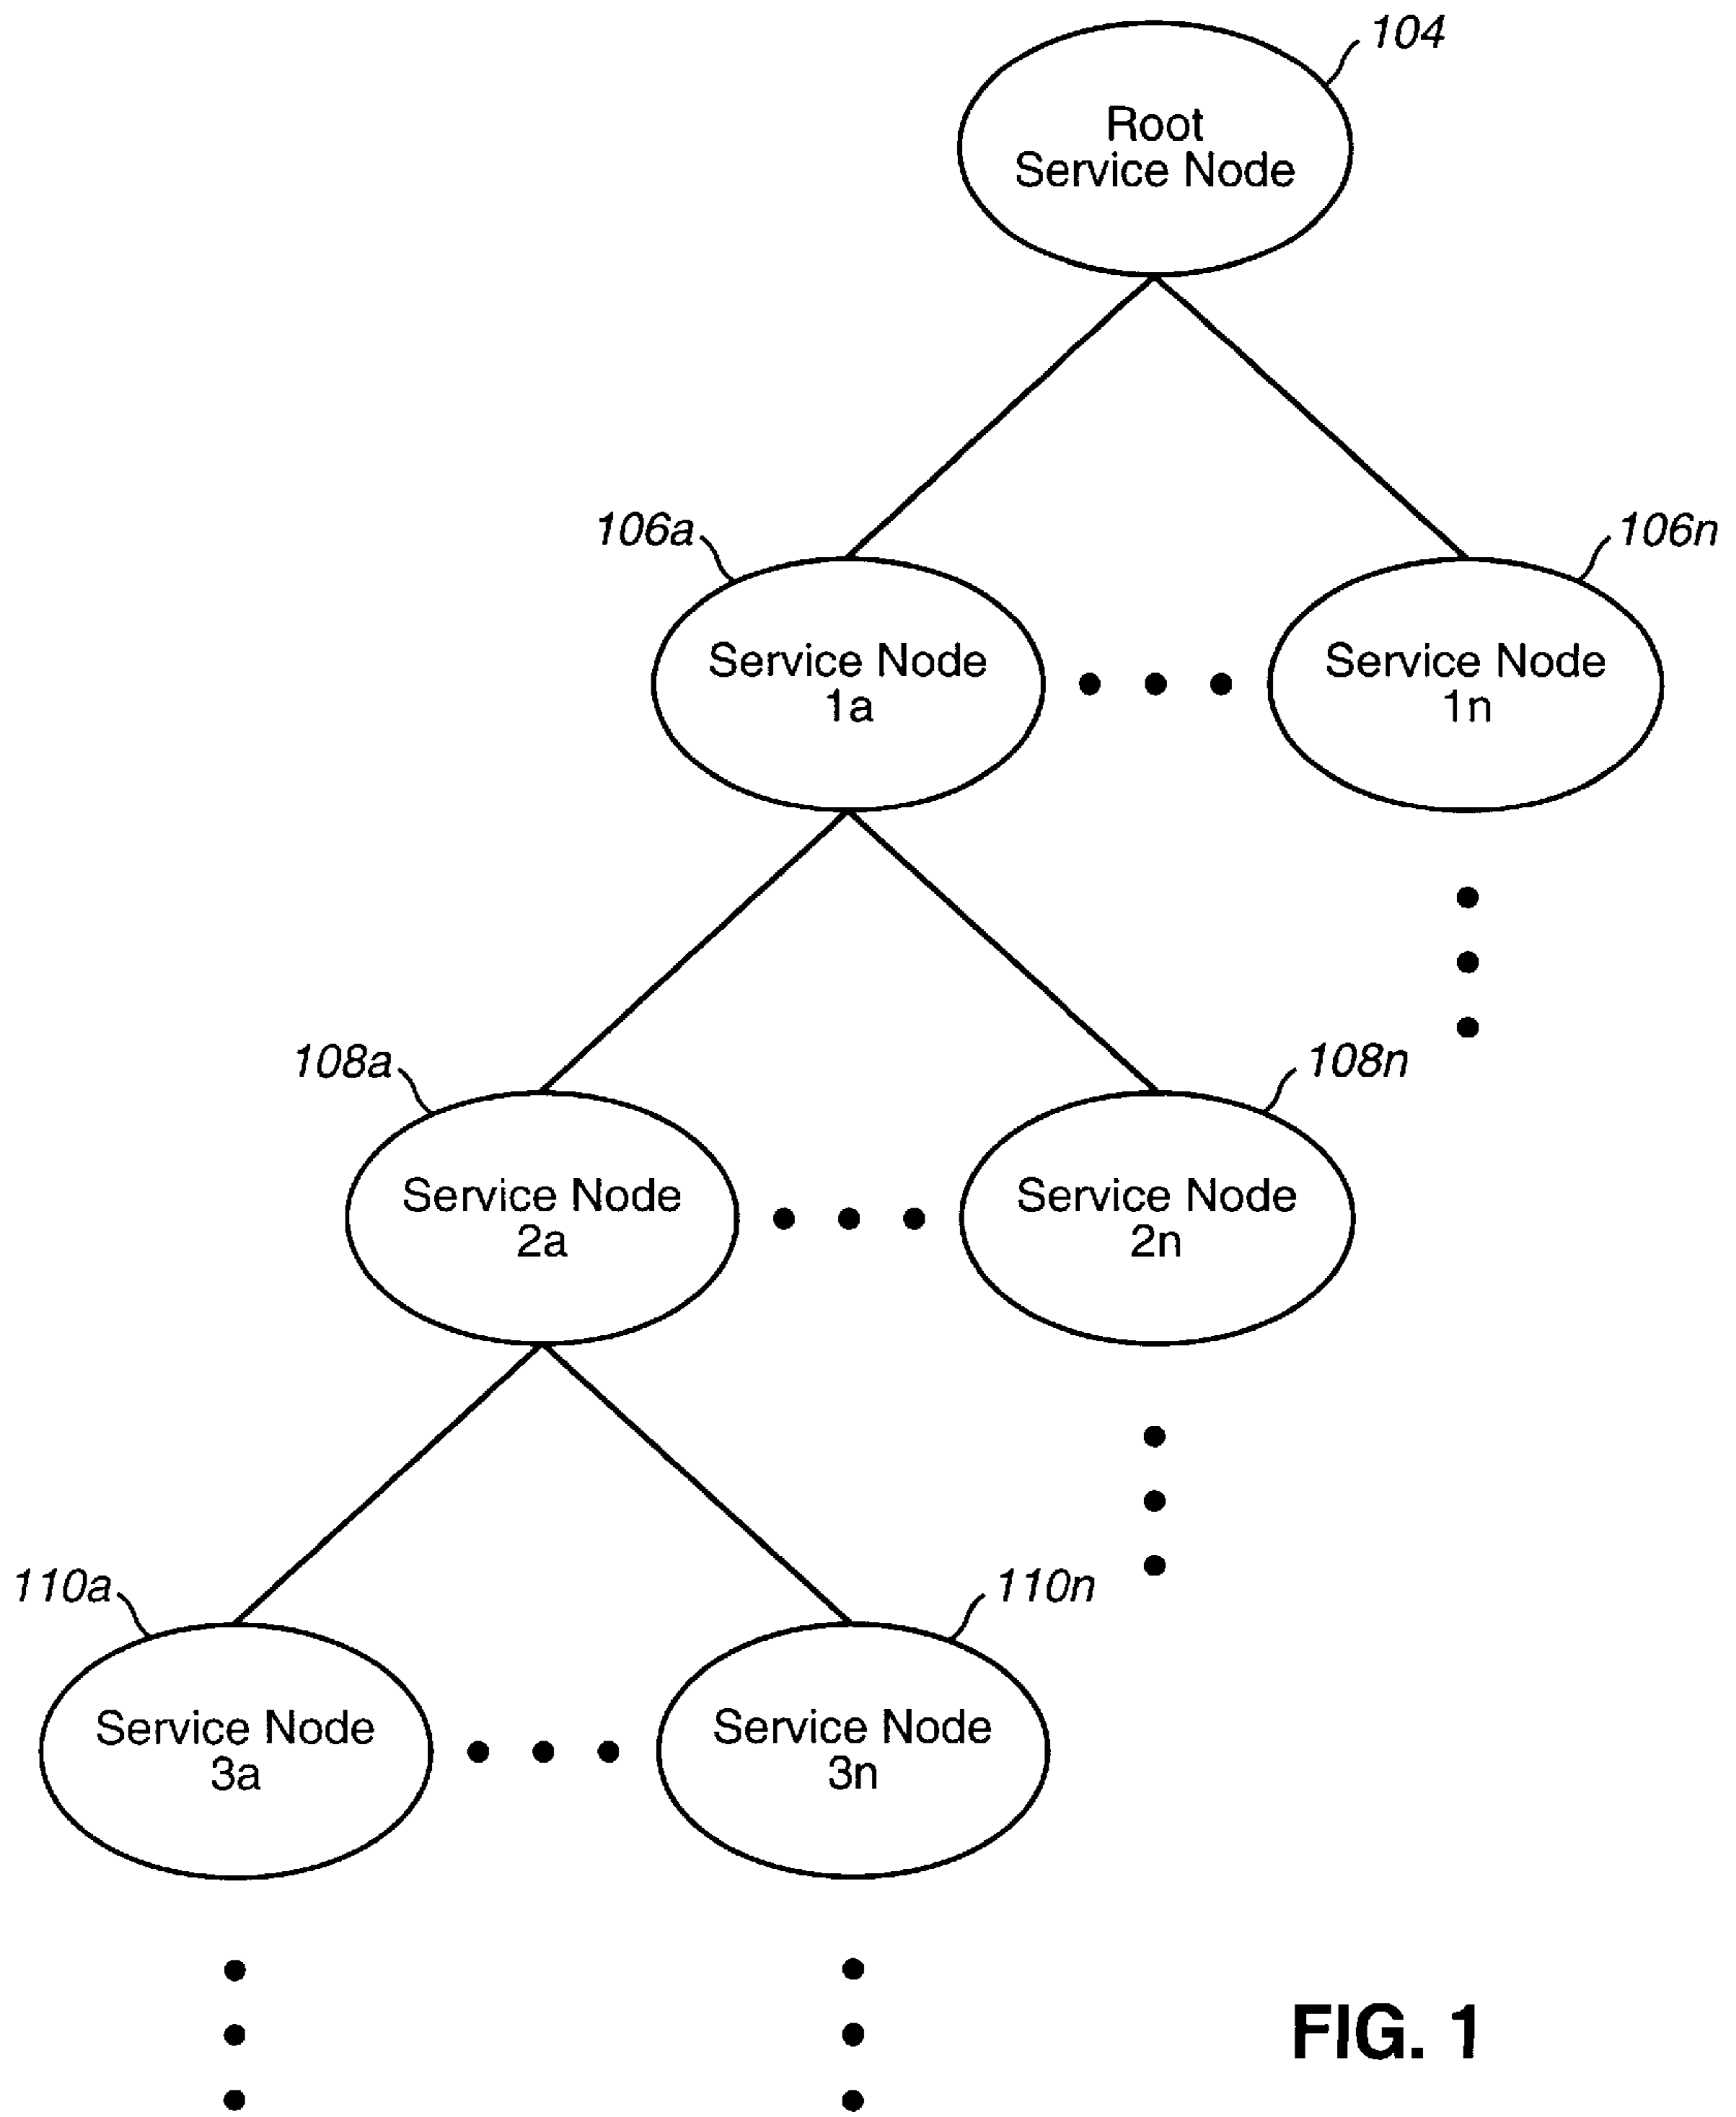 104
Root
Service Node
106a
106n
Service Node
1a
Service Node
1n
108a
108n
Service Node
2a
Service Node
2n
110a
110n
Service Node
3a
Service Node
3n
FIG. 1